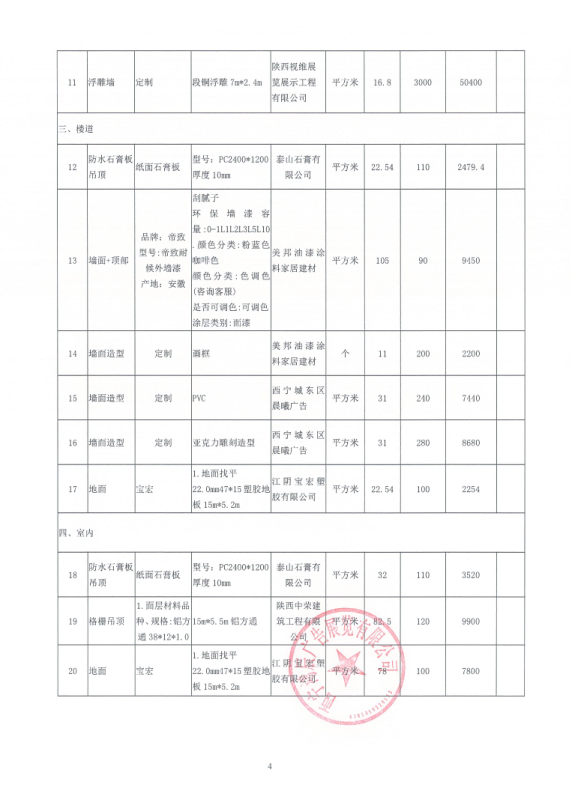 11 浮雕墙 定制 段铜浮雕 7m*2.4m 陕西视维展览展示工程有限公司 平方米 16.8 3000 50400
三、楼道
12 防水石膏板吊顶 纸面石膏板 型号：PC2400*1200 厚度 10mm 泰山石膏有限公司 平方米 22.54 110 2479.4
13 墙面+顶部 品牌：帝致 型号:帝致耐候外墙漆 产地：安徽 刮腻子 环保墙漆容量:0-1L1L2L3L5L10.颜色分类:粉蓝色咖啡色 颜色分类:色调色(咨询客服) 是否可调色:可调色 涂层类别:面漆 美邦油漆涂料家居建材 平方米 105 90 9450
14 墙面造型 定制 画框 美邦油漆涂料家居建材 个 11 200 2200
15 墙面造型 定制 PVC 西宁城东区晨曦广告 平方米 31 240 7440
16 墙面造型 定制 亚克力雕刻造型 西宁城东区晨曦广告 平方米 31 280 8680
17 地面 宝宏 1.地面找平 22.0mm47*15 塑胶地板 15m*5.2m 江阴宝宏塑胶有限公司 平方米 22.54 100 2254
四、室内
18 防水石膏板吊顶 纸面石膏板 型号：PC2400*1200 厚度 10mm 泰山石膏有限公司 平方米 32 110 3520
19 格栅吊顶 1.面层材料品种、规格:铝方通 38*12*1.0 15m*5.5m 铝方通 陕西中荣建筑工程有限公司 平方米 82.5 120 9900
20 地面 宝宏 1.地面找平 22.0mm47*15 塑胶地板 15m*5.2m 江阴宝宏塑胶有限公司 平方米 78 100 7800
广告展览有限公司
4